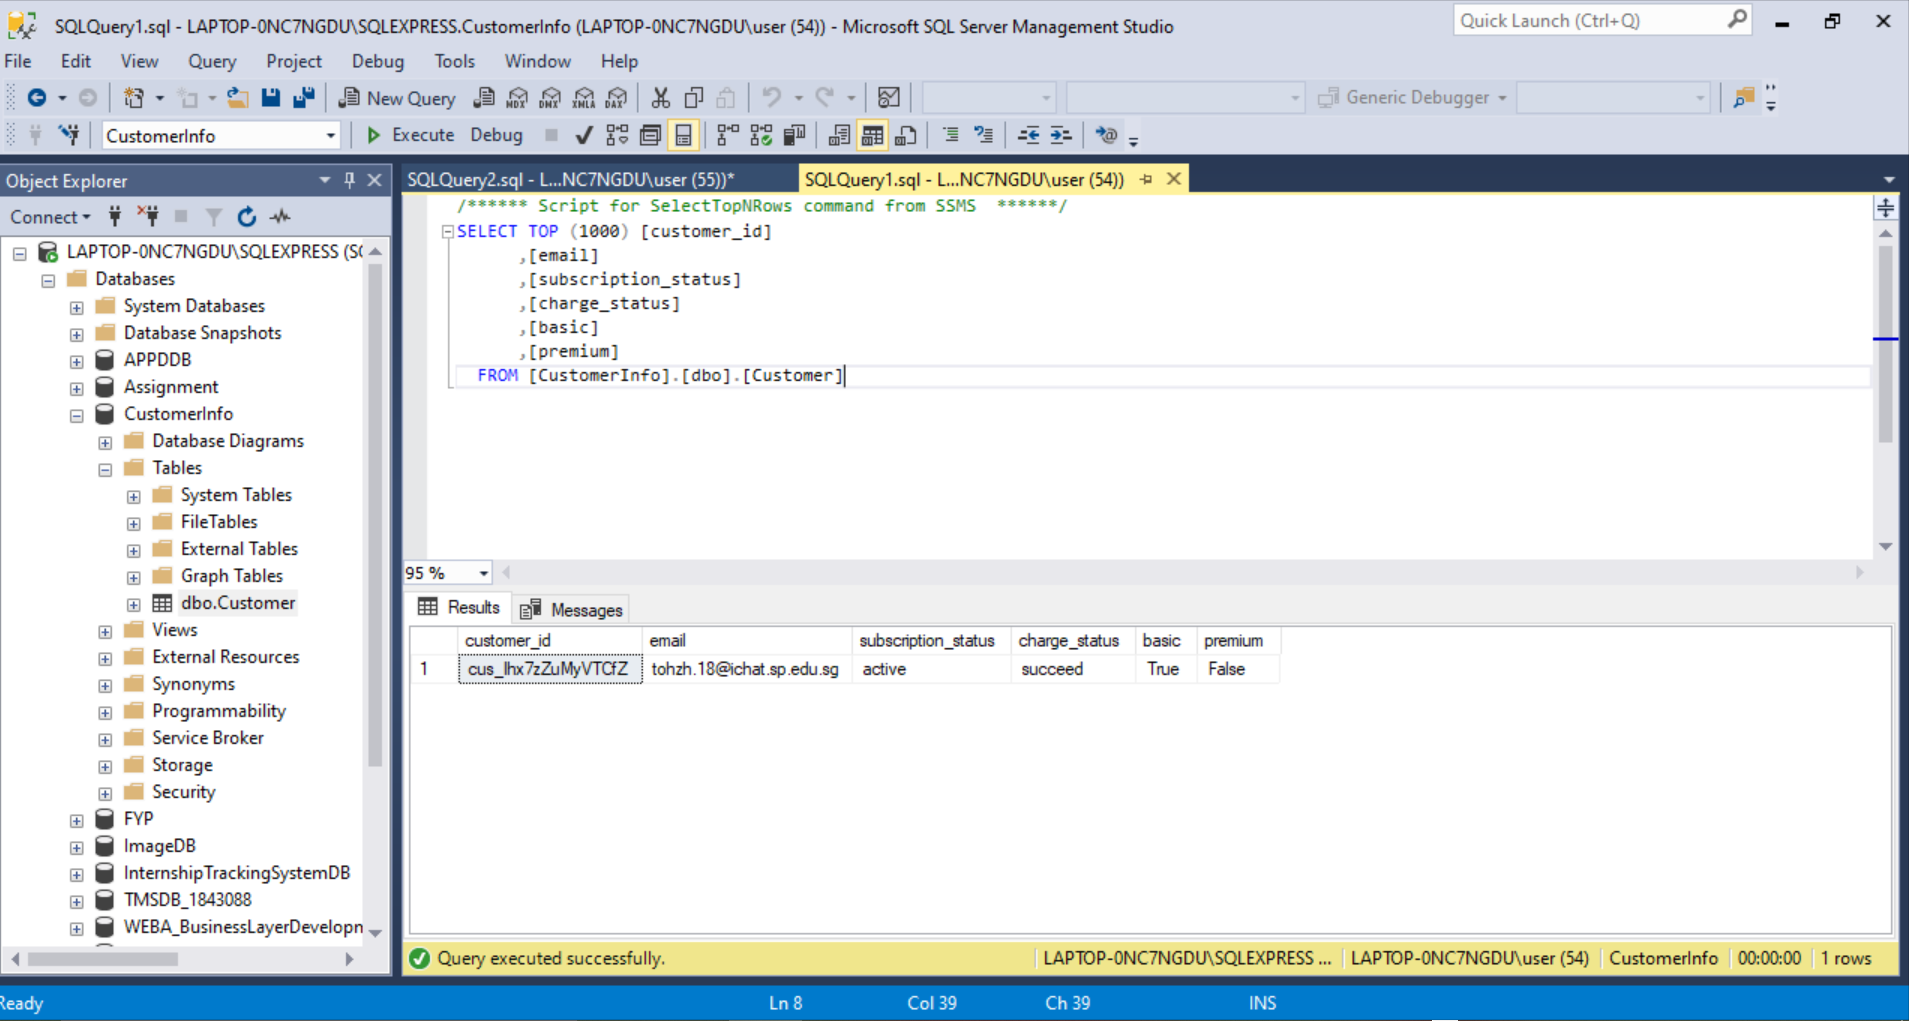 SQLQuery1.sql - LAPTOP-0NC7NGDU\SQLEXPRESS.CustomerInfo (LAPTOP-0NC7NGDU\user (54)) - Microsoft SQL Server Management Studio
Quick Launch (Ctrl+Q)
File Edit View Query Project Debug Tools Window Help
New Query MDX DMX XMLA DAX Generic Debugger
CustomerInfo Execute Debug
Object Explorer
Connect
LAPTOP-0NC7NGDU\SQLEXPRESS (S
Databases
System Databases
Database Snapshots
APPDDB
Assignment
CustomerInfo
Database Diagrams
Tables
System Tables
FileTables
External Tables
Graph Tables
dbo.Customer
Views
External Resources
Synonyms
Programmability
Service Broker
Storage
Security
FYP
ImageDB
InternshipTrackingSystemDB
TMSDB_1843088
WEBA_BusinessLayerDevelopn
SQLQuery2.sql - L...NC7NGDU\user (55))*
SQLQuery1.sql - L...NC7NGDU\user (54))
/****** Script for SelectTopNRows command from SSMS ******/
SELECT TOP (1000) [customer_id]
,[email]
,[subscription_status]
,[charge_status]
,[basic]
,[premium]
FROM [CustomerInfo].[dbo].[Customer]
95 %
Results Messages
customer_id email subscription_status charge_status basic premium
1 cus_Ihx7zZuMyVTCfZ tohzh.18@ichat.sp.edu.sg active succeed True False
Query executed successfully. LAPTOP-0NC7NGDU\SQLEXPRESS ... LAPTOP-0NC7NGDU\user (54) CustomerInfo 00:00:00 1 rows
Ready Ln 8 Col 39 Ch 39 INS